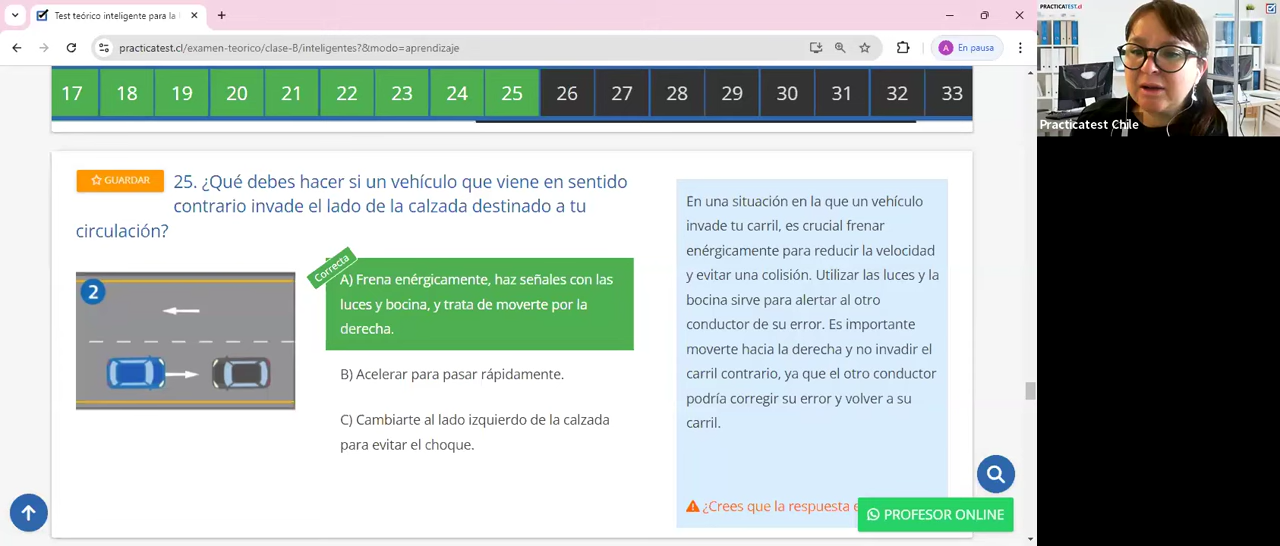 Test teórico inteligente para la
practicatest.cl/examen-teorico/clase-B/inteligentes?&modo=aprendizaje
A
En pausa
PRACTICATEST.cl
Practicatest Chile
17 18 19 20 21 22 23 24 25 26 27 28 29 30 31 32 33
GUARDAR
25. ¿Qué debes hacer si un vehículo que viene en sentido
contrario invade el lado de la calzada destinado a tu
circulación?
2
Correcta
A) Frena enérgicamente, haz señales con las
luces y bocina, y trata de moverte por la
derecha.
B) Acelerar para pasar rápidamente.
C) Cambiarte al lado izquierdo de la calzada
para evitar el choque.
En una situación en la que un vehículo
invade tu carril, es crucial frenar
enérgicamente para reducir la velocidad
y evitar una colisión. Utilizar las luces y la
bocina sirve para alertar al otro
conductor de su error. Es importante
moverte hacia la derecha y no invadir el
carril contrario, ya que el otro conductor
podría corregir su error y volver a su
carril.
¿Crees que la respuesta e
PROFESOR ONLINE